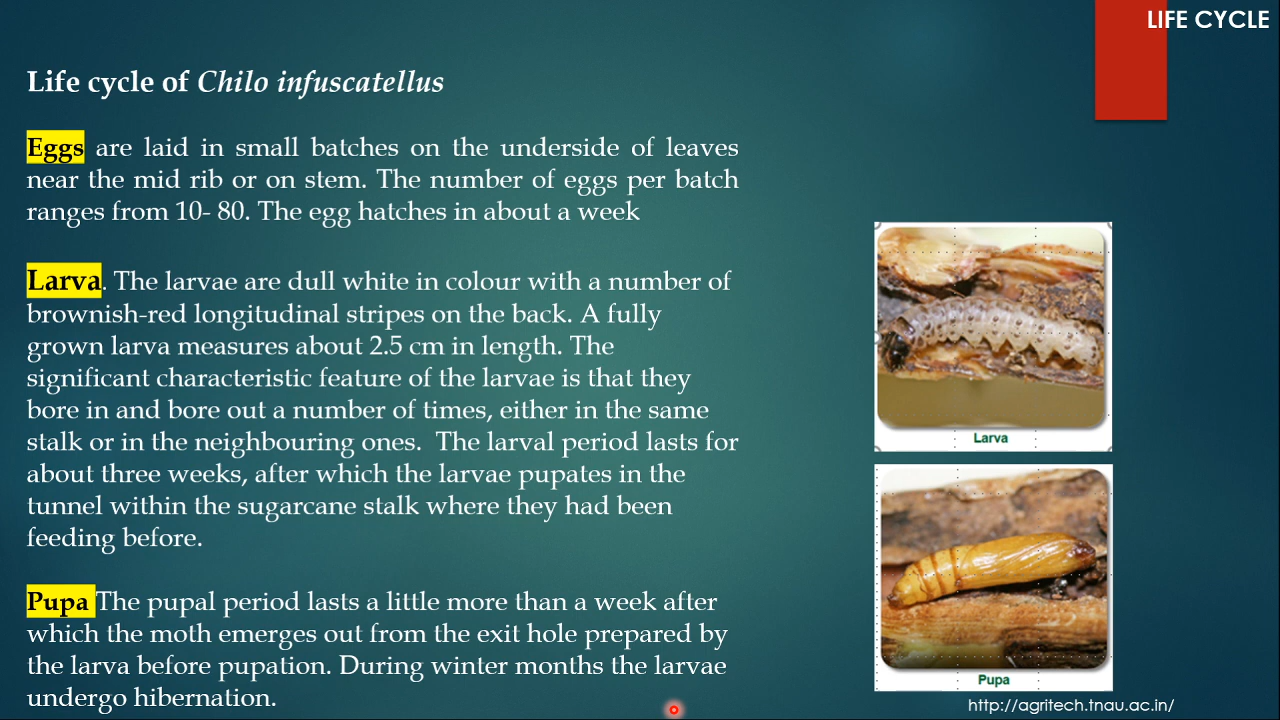 LIFE CYCLE
Life cycle of Chilo infuscatellus
Eggs are laid in small batches on the underside of leaves
near the mid rib or on stem. The number of eggs per batch
ranges from 10- 80. The egg hatches in about a week
Larva. The larvae are dull white in colour with a number of
brownish-red longitudinal stripes on the back. A fully
grown larva measures about 2.5 cm in length. The
significant characteristic feature of the larvae is that they
bore in and bore out a number of times, either in the same
stalk or in the neighbouring ones. The larval period lasts for
about three weeks, after which the larvae pupates in the
tunnel within the sugarcane stalk where they had been
feeding before.
Pupa The pupal period lasts a little more than a week after
which the moth emerges out from the exit hole prepared by
the larva before pupation. During winter months the larvae
undergo hibernation.
Larva
Pupa
http://agritech.tnau.ac.in/